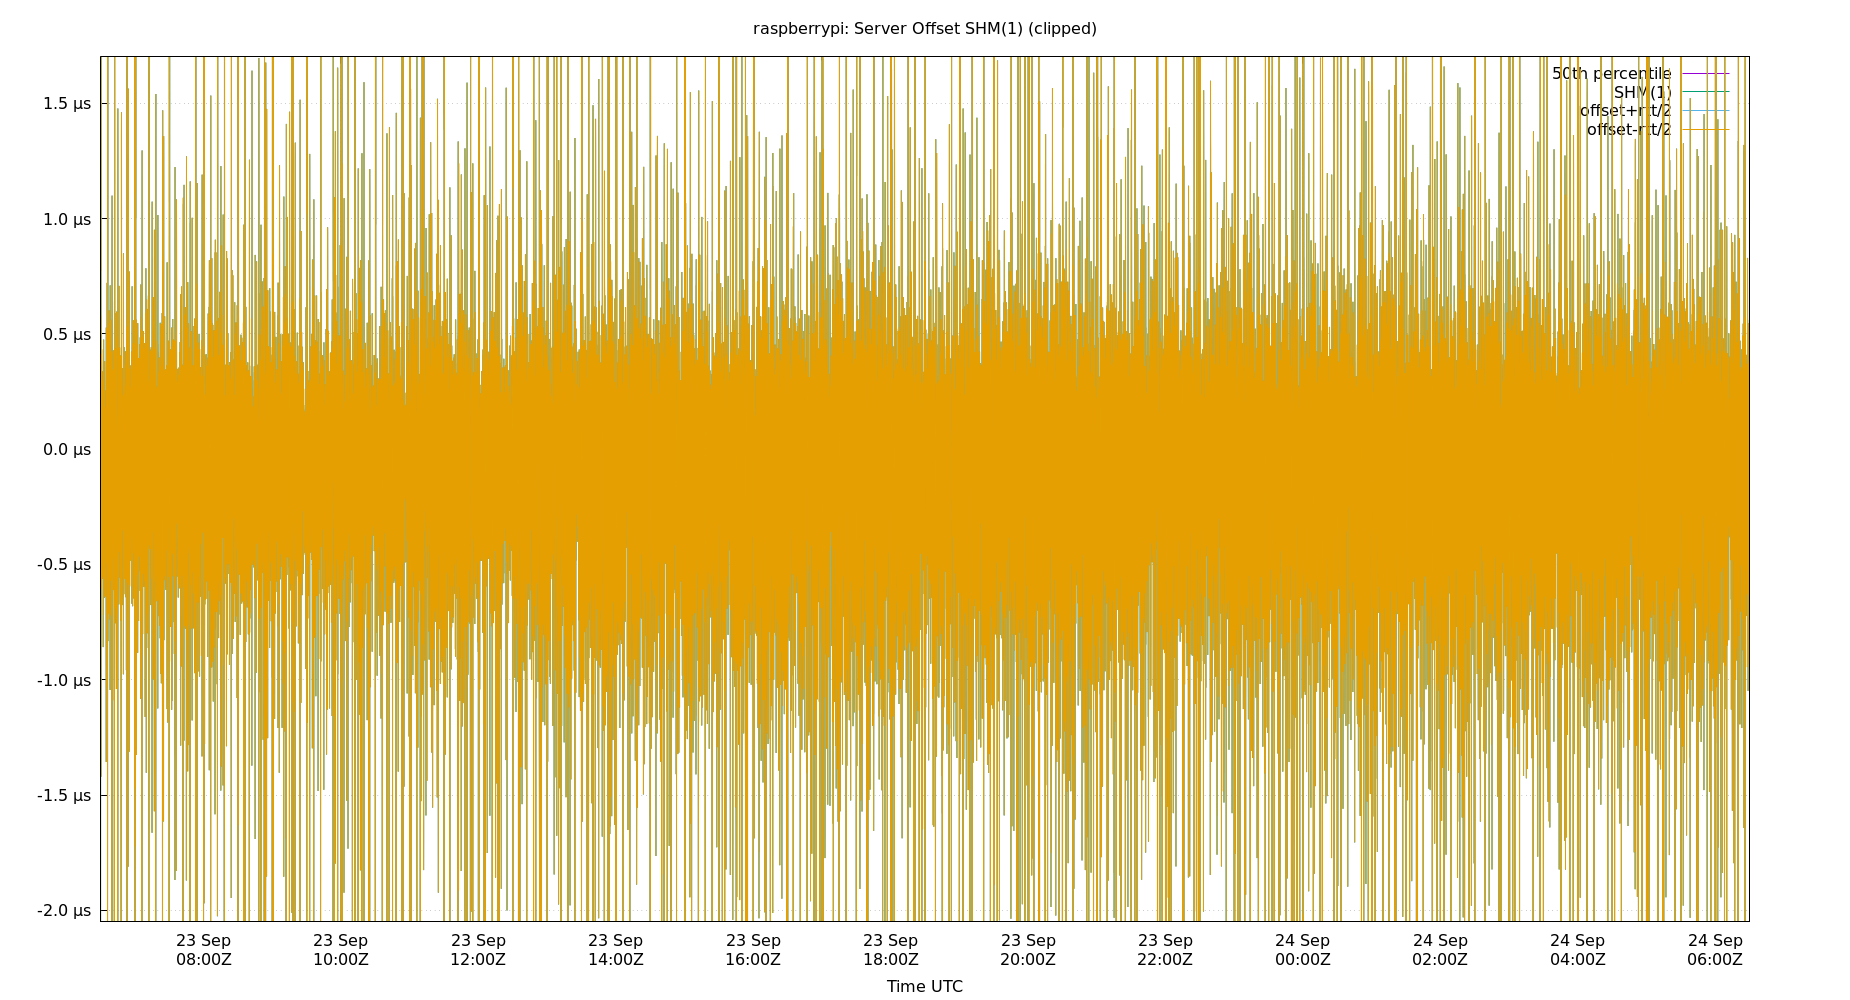 raspberrypi: Server Offset SHM(1) (clipped)
50th percentile
SHM(1)
offset+rtt/2
offset-rtt/2
1.5 µs
1.0 µs
0.5 µs
0.0 µs
-0.5 µs
-1.0 µs
-1.5 µs
-2.0 µs
23 Sep 23 Sep 23 Sep 23 Sep 23 Sep 23 Sep 23 Sep 23 Sep 24 Sep 24 Sep 24 Sep 24 Sep
08:00Z 10:00Z 12:00Z 14:00Z 16:00Z 18:00Z 20:00Z 22:00Z 00:00Z 02:00Z 04:00Z 06:00Z
Time UTC